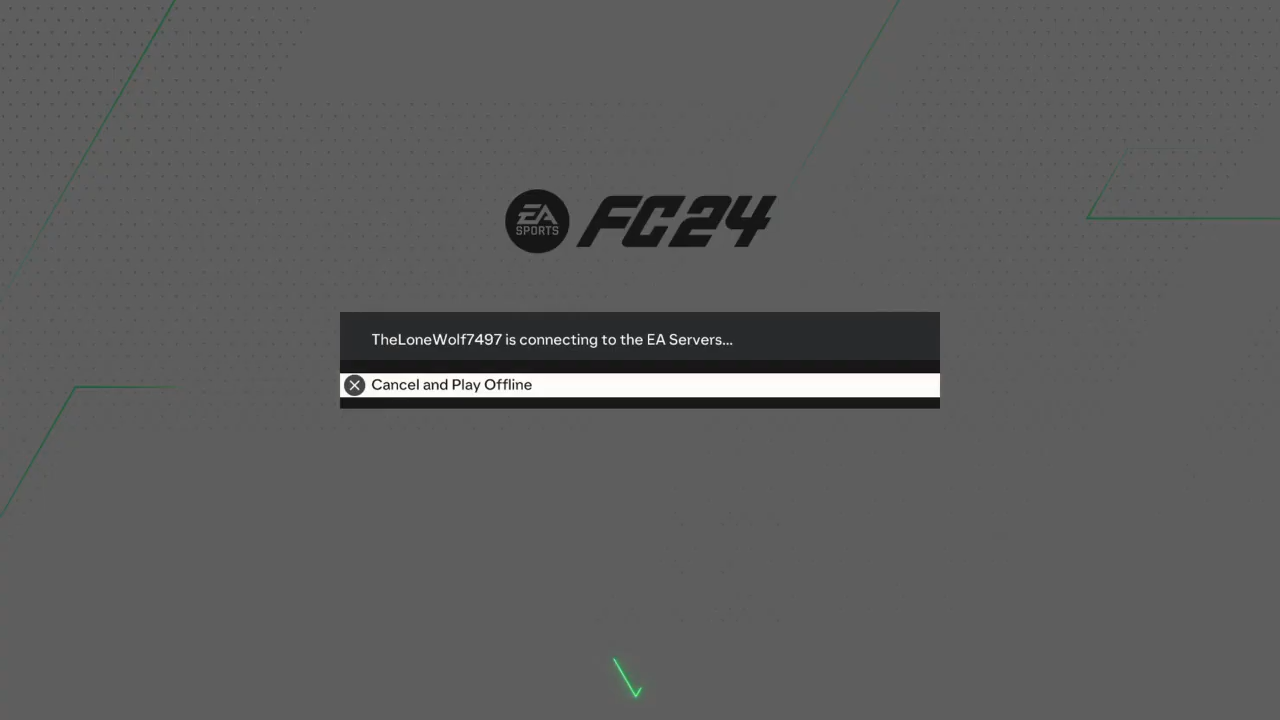 EA
SPORTS
FC24
TheLoneWolf7497 is connecting to the EA Servers...
Cancel and Play Offline